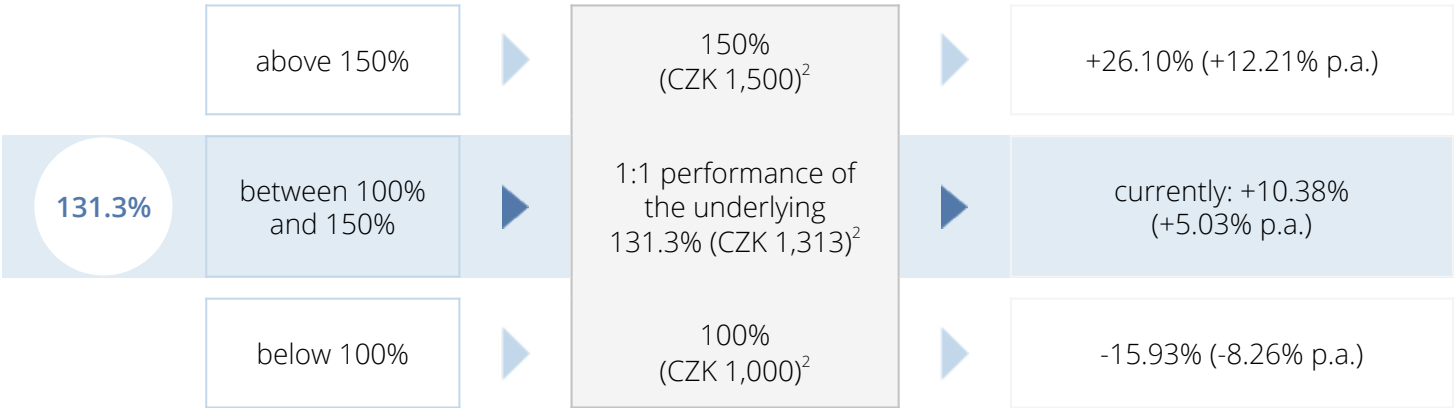 above 150%
150%
(CZK 1,500)²
+26.10% (+12.21% p.a.)
131.3%
between 100%
and 150%
1:1 performance of
the underlying
131.3% (CZK 1,313)²
currently: +10.38%
(+5.03% p.a.)
below 100%
100%
(CZK 1,000)²
-15.93% (-8.26% p.a.)